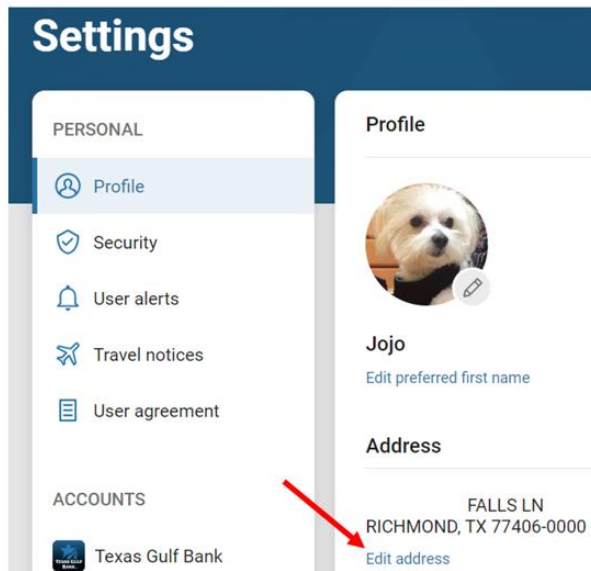 Settings
PERSONAL
Profile
Security
User alerts
Travel notices
User agreement
ACCOUNTS
Texas Gulf Bank
Profile
Jojo
Edit preferred first name
Address
FALLS LN
RICHMOND, TX 77406-0000
Edit address